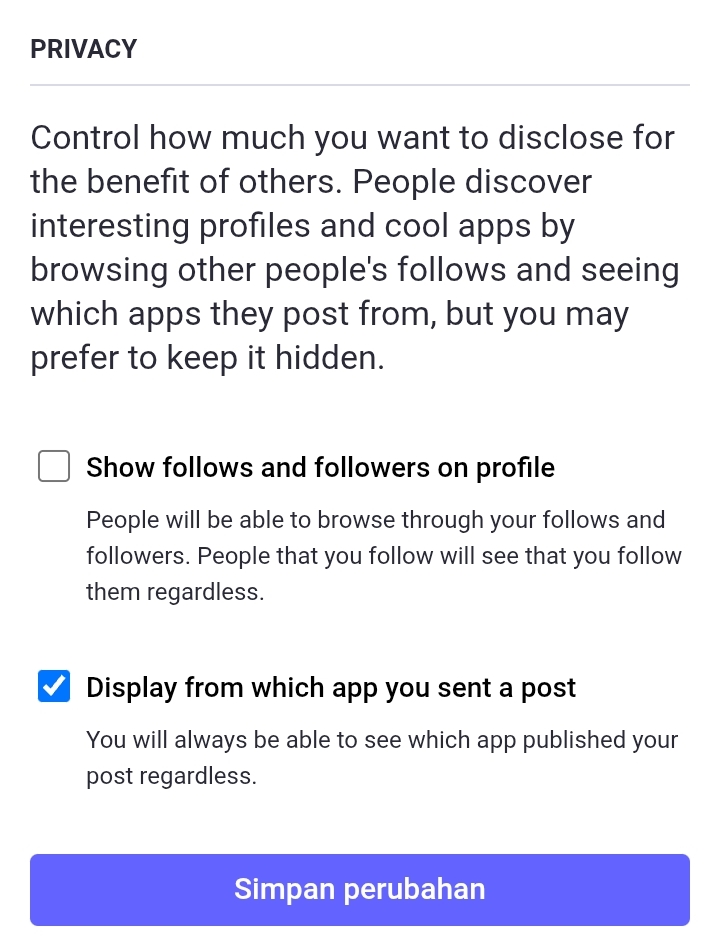 PRIVACY
Control how much you want to disclose for
the benefit of others. People discover
interesting profiles and cool apps by
browsing other people's follows and seeing
which apps they post from, but you may
prefer to keep it hidden.
Show follows and followers on profile
People will be able to browse through your follows and
followers. People that you follow will see that you follow
them regardless.
Display from which app you sent a post
You will always be able to see which app published your
post regardless.
Simpan perubahan